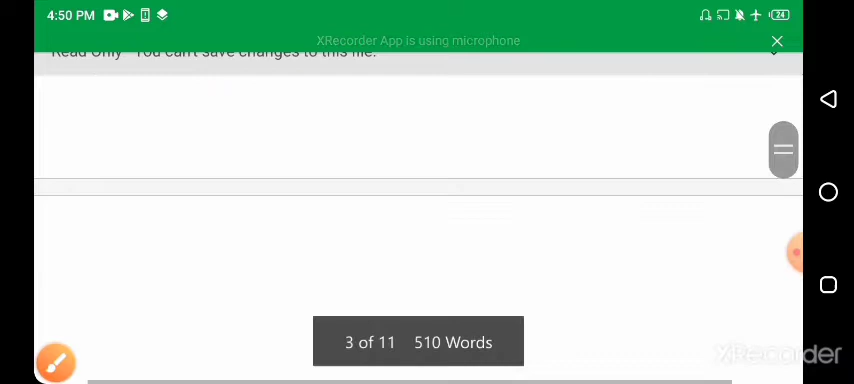 4:50 PM
24
XRecorder App is using microphone
Read Only You can't save changes to this file.
3 of 11 510 Words
XRecorder